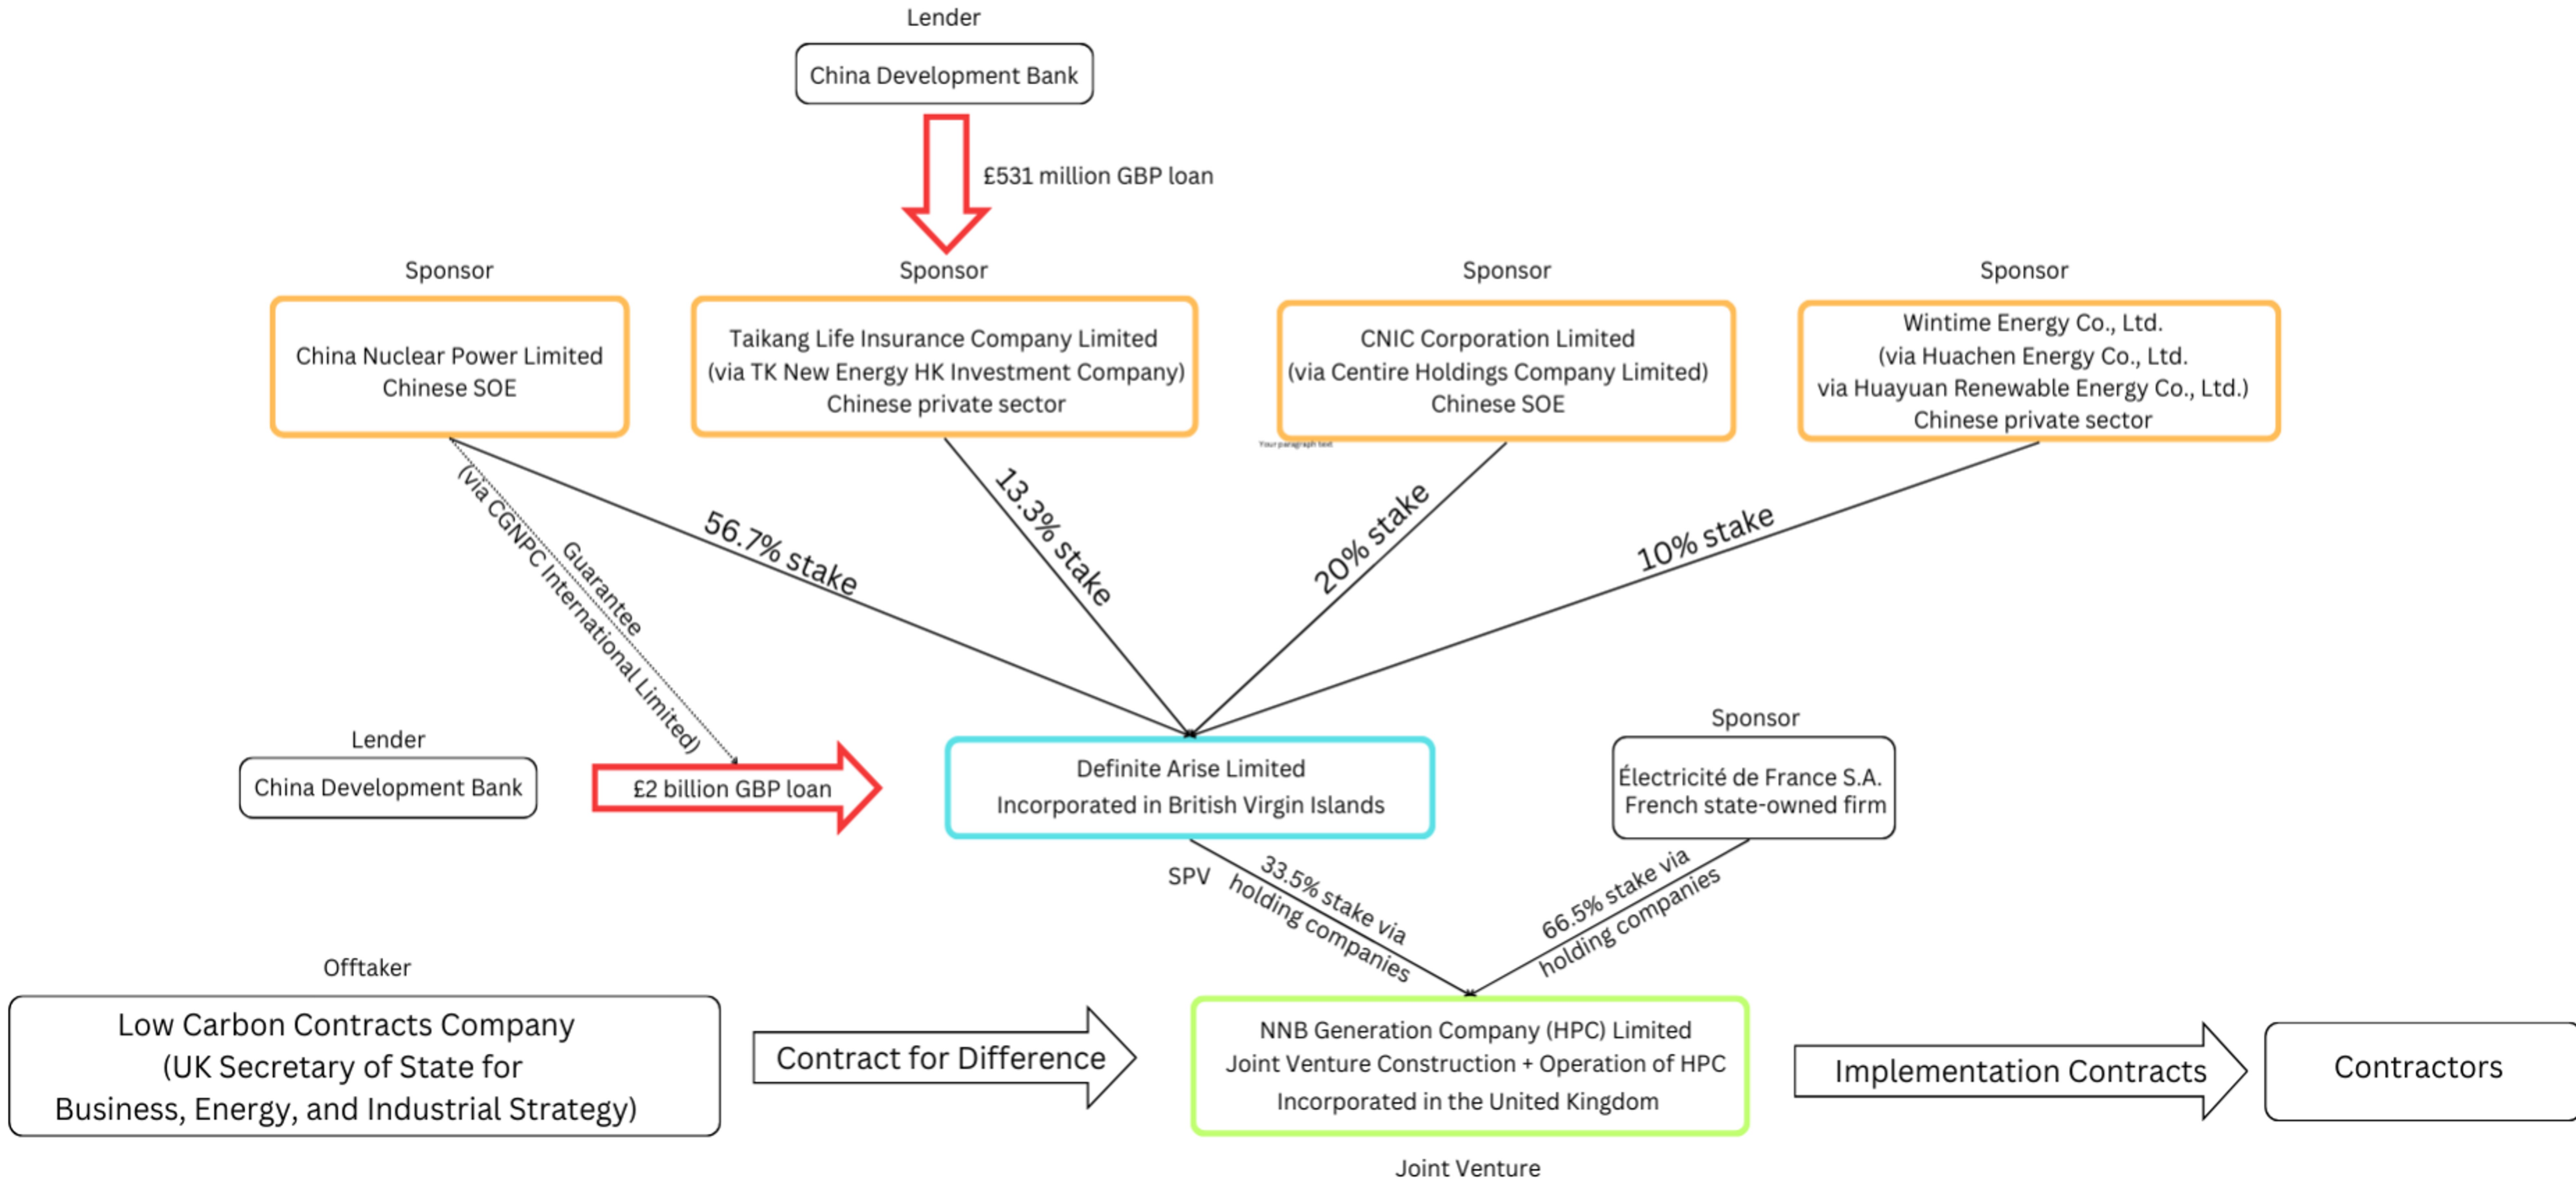 Lender
China Development Bank
£531 million GBP loan
Sponsor
China Nuclear Power Limited
Chinese SOE
Sponsor
Taikang Life Insurance Company Limited
(via TK New Energy HK Investment Company)
Chinese private sector
Sponsor
CNIC Corporation Limited
(via Centire Holdings Company Limited)
Chinese SOE
Your paragraph text
Sponsor
Wintime Energy Co., Ltd.
(via Huachen Energy Co., Ltd.
via Huayuan Renewable Energy Co., Ltd.)
Chinese private sector
Guarantee
(via CGNPC International Limited)
56.7% stake
13.3% stake
20% stake
10% stake
Lender
China Development Bank
£2 billion GBP loan
Definite Arise Limited
Incorporated in British Virgin Islands
SPV
Sponsor
Électricité de France S.A.
French state-owned firm
33.5% stake via
holding companies
66.5% stake via
holding companies
Offtaker
Low Carbon Contracts Company
(UK Secretary of State for
Business, Energy, and Industrial Strategy)
Contract for Difference
NNB Generation Company (HPC) Limited
Joint Venture Construction + Operation of HPC
Incorporated in the United Kingdom
Joint Venture
Implementation Contracts
Contractors